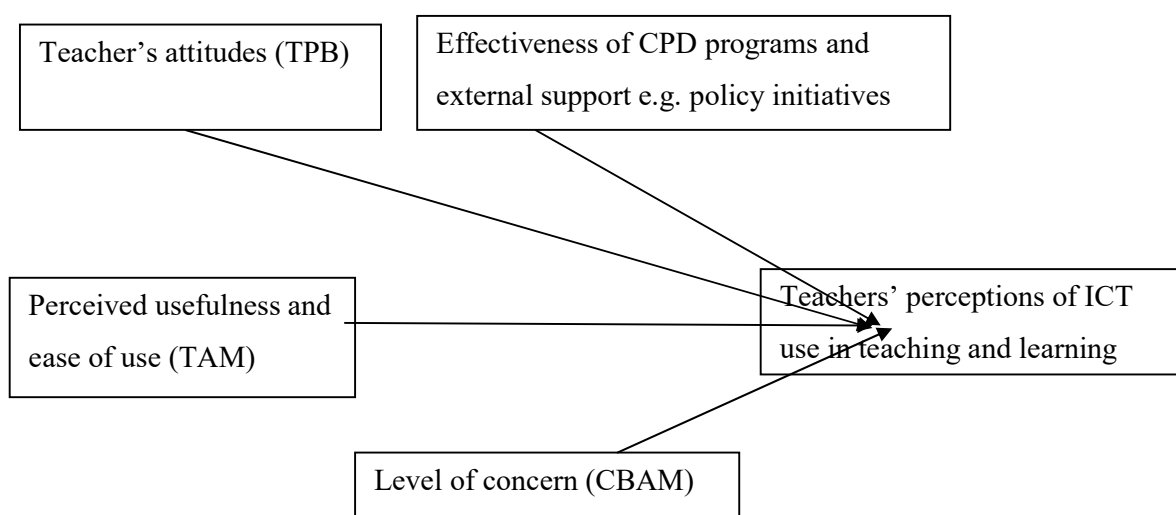 Teacher’s attitudes (TPB)
Effectiveness of CPD programs and
external support e.g. policy initiatives
Perceived usefulness and
ease of use (TAM)
Teachers’ perceptions of ICT
use in teaching and learning
Level of concern (CBAM)